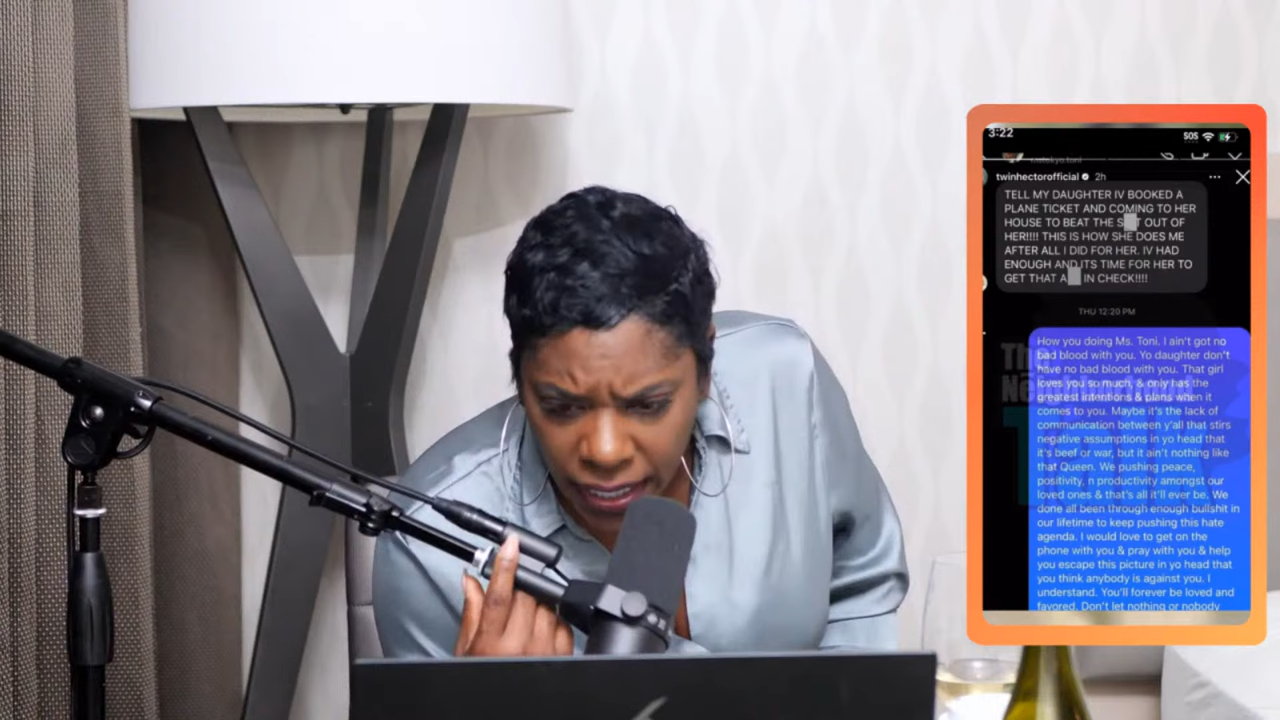 3:22
SOS
twinhectorofficial 2h
TELL MY DAUGHTER IV BOOKED A
PLANE TICKET AND COMING TO HER
HOUSE TO BEAT THE S T OUT OF
HER!!!! THIS IS HOW SHE DOES ME
AFTER ALL I DID FOR HER. IV HAD
ENOUGH AND ITS TIME FOR HER TO
GET THAT A IN CHECK!!!!
THU 12:20 PM
How you doing Ms. Toni. I ain't got no
bad blood with you. Yo daughter don't
have no bad blood with you. That girl
loves you so much, & only has the
greatest intentions & plans when it
comes to you. Maybe it's the lack of
communication between y'all that stirs
negative assumptions in yo head that
it's beef or war, but it ain't nothing like
that Queen. We pushing peace,
positivity, n productivity amongst our
loved ones & that's all it'll ever be. We
done all been through enough bullshit in
our lifetime to keep pushing this hate
agenda. I would love to get on the
phone with you & pray with you & help
you escape this picture in yo head that
you think anybody is against you. I
understand. You'll forever be loved and
favored. Don't let nothing or nobody